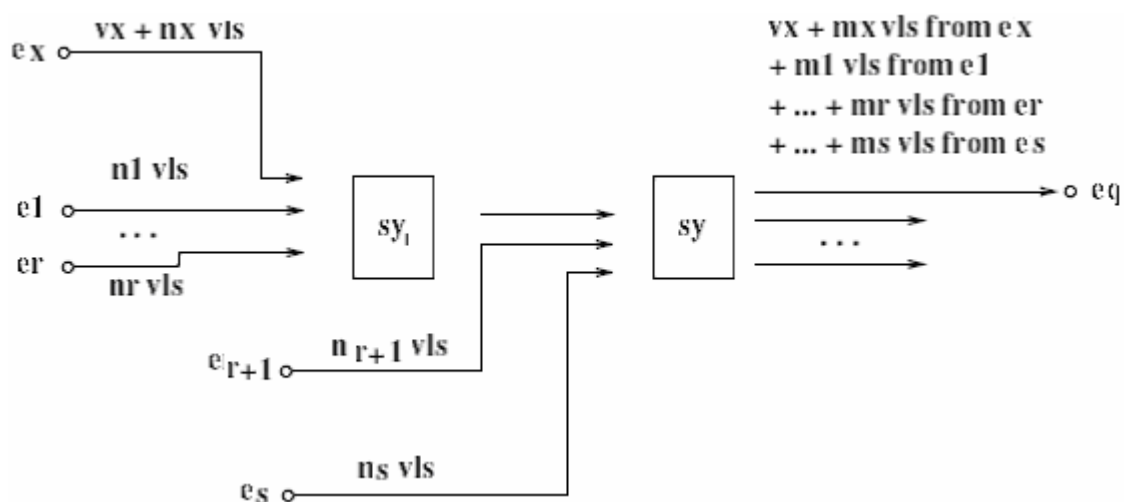 vx + nx vls
ex
vx + mx vls from ex
+ m1 vls from e1
+ ... + mr vls from er
+ ... + ms vls from es
n1 vls
e1
...
er
nr vls
sy1
sy
eq
...
er+1
n r+1 vls
ns vls
es